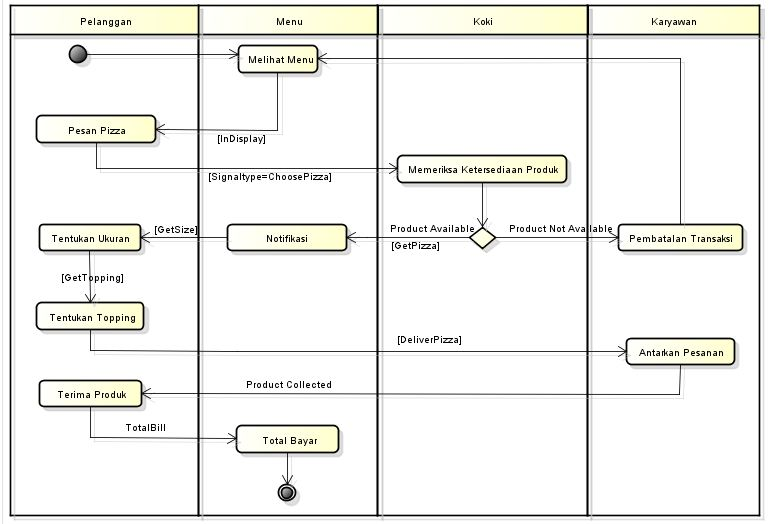 Pelanggan
Menu
Koki
Karyawan
Melihat Menu
Pesan Pizza
[InDisplay]
[Signaltype=ChoosePizza]
Memeriksa Ketersediaan Produk
Tentukan Ukuran
[GetSize]
Notifikasi
Product Available
[GetPizza]
Product Not Available
Pembatalan Transaksi
[GetTopping]
Tentukan Topping
[DeliverPizza]
Antarkan Pesanan
Terima Produk
Product Collected
TotalBill
Total Bayar